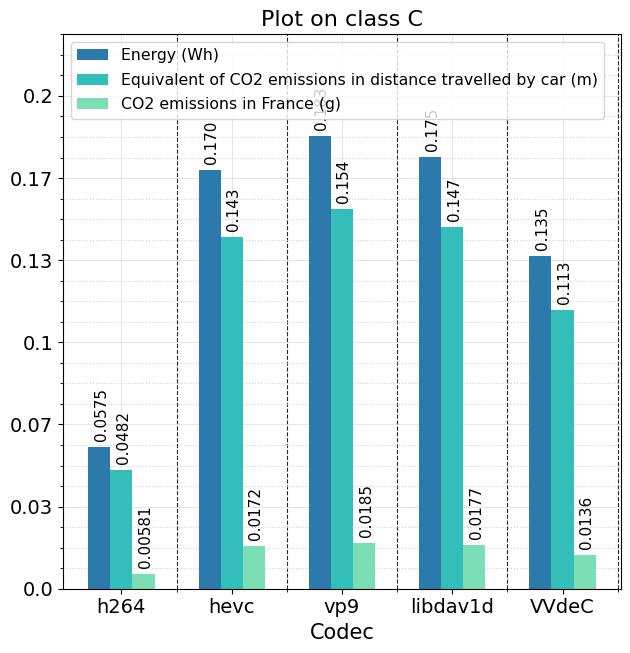 Plot on class C
Energy (Wh)
Equivalent of CO2 emissions in distance travelled by car (m)
CO2 emissions in France (g)
0.2
0.17
0.13
0.1
0.07
0.03
0.0
0.0575
0.0482
0.00581
0.170
0.143
0.0172
0.183
0.154
0.0185
0.175
0.147
0.0177
0.135
0.113
0.0136
h264
hevc
vp9
libdav1d
VVdeC
Codec